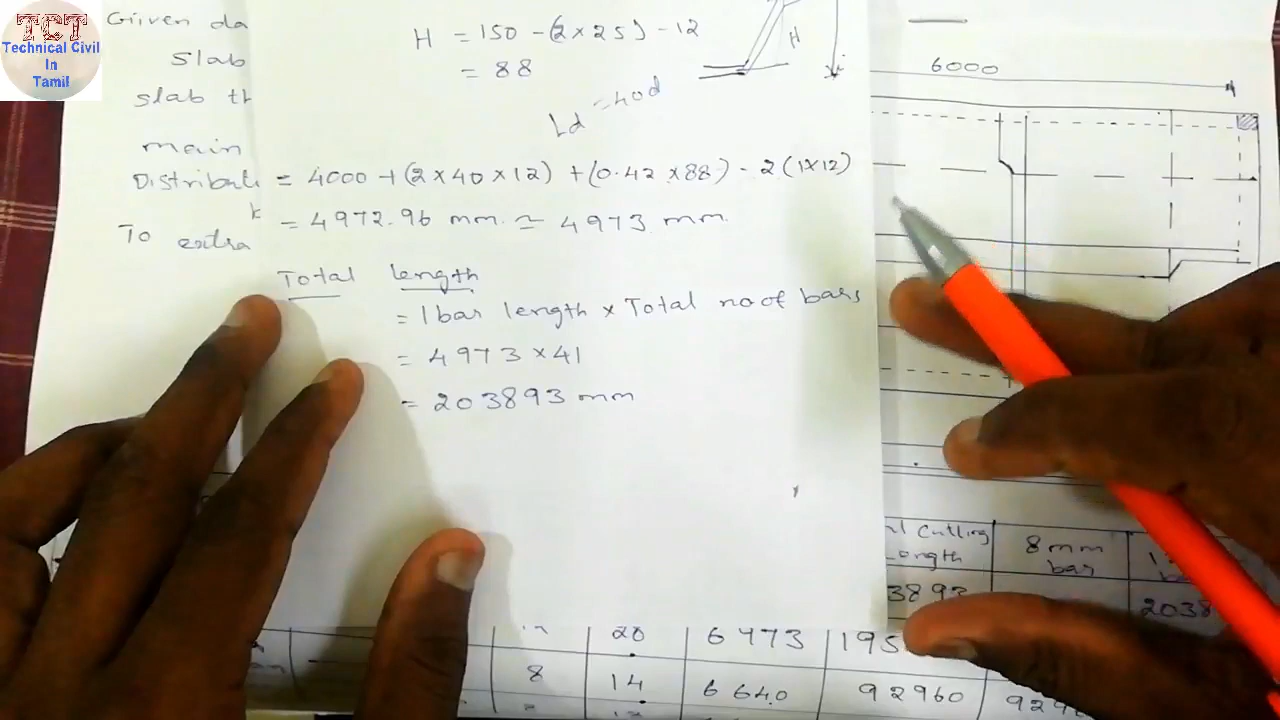 TCT
Technical Civil
In
Tamil
Given da
slab
slab th
main
Distribut
To extra
H = 150 - (2 x 25) - 12
= 88
H
Ld = 40d
= 4000 + (2 x 40 x 12) + (0.42 x 88) - 2 (1 x 12)
= 4972.96 mm ≃ 4973 mm
Total length
= 1 bar length x Total no of bars
= 4973 x 41
= 203893 mm
6000
Cutting Length
8 mm bar
3893 2038
20 6473 195
8 14 6640 92960 92